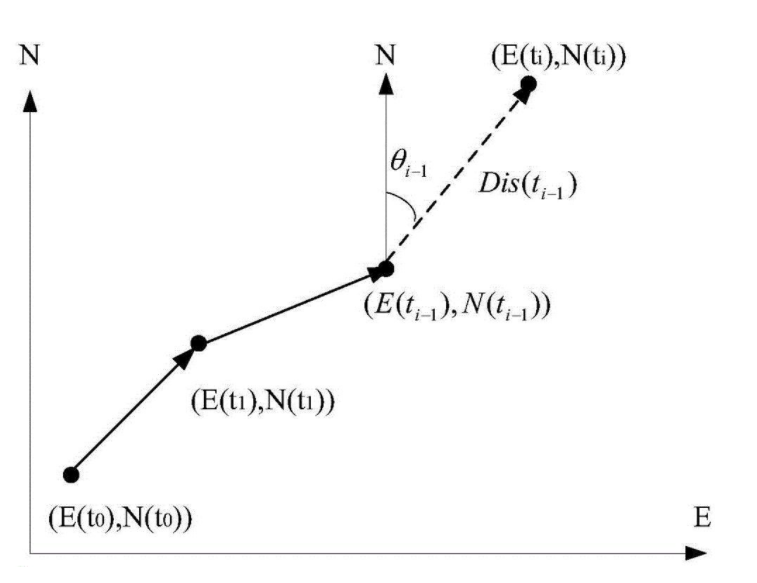 N
N
(E(ti),N(ti))
θi−1
Dis(ti−1)
(E(ti−1),N(ti−1))
(E(t1),N(t1))
(E(t0),N(t0))
E